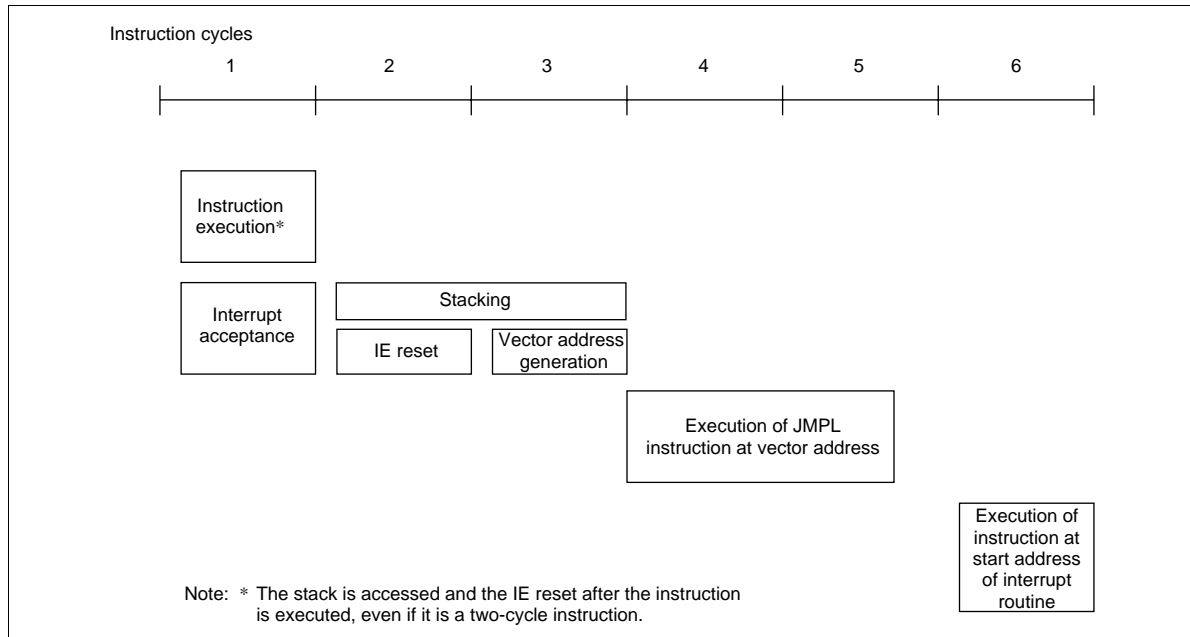 Instruction cycles
1 2 3 4 5 6
Instruction
execution*
Interrupt
acceptance
Stacking
IE reset
Vector address
generation
Execution of JMPL
instruction at vector address
Execution of
instruction at
start address
of interrupt
routine
Note: * The stack is accessed and the IE reset after the instruction
is executed, even if it is a two-cycle instruction.